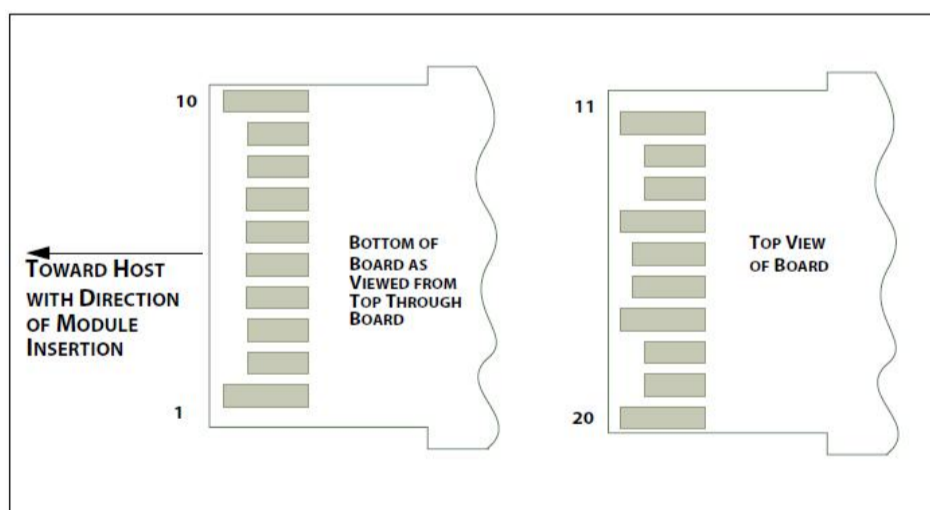 10
1
TOWARD HOST
WITH DIRECTION
OF MODULE
INSERTION
BOTTOM OF
BOARD AS
VIEWED FROM
TOP THROUGH
BOARD
11
20
TOP VIEW
OF BOARD